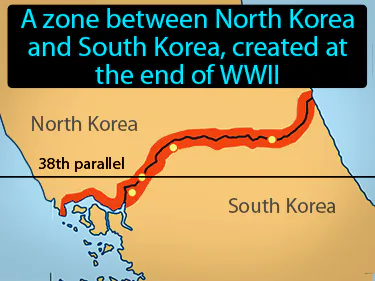 A zone between North Korea
and South Korea, created at
the end of WWII
North Korea
38th parallel
South Korea